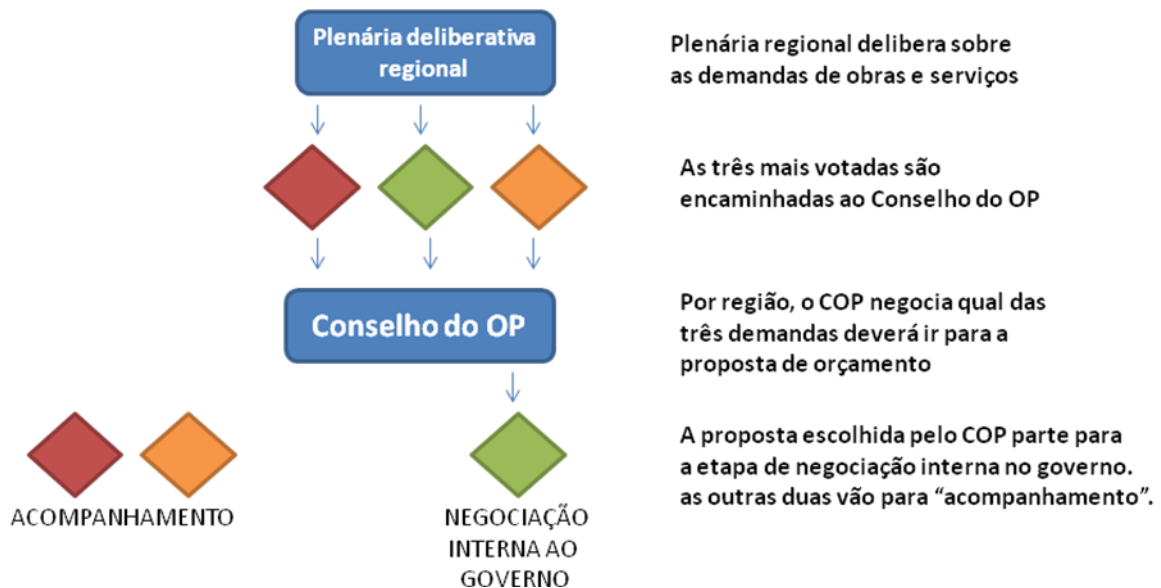 Plenária deliberativa
regional
Plenária regional delibera sobre
as demandas de obras e serviços
As três mais votadas são
encaminhadas ao Conselho do OP
Conselho do OP
Por região, o COP negocia qual das
três demandas deverá ir para a
proposta de orçamento
A proposta escolhida pelo COP parte para
a etapa de negociação interna no governo.
as outras duas vão para “acompanhamento”.
ACOMPANHAMENTO
NEGOCIAÇÃO
INTERNA AO
GOVERNO